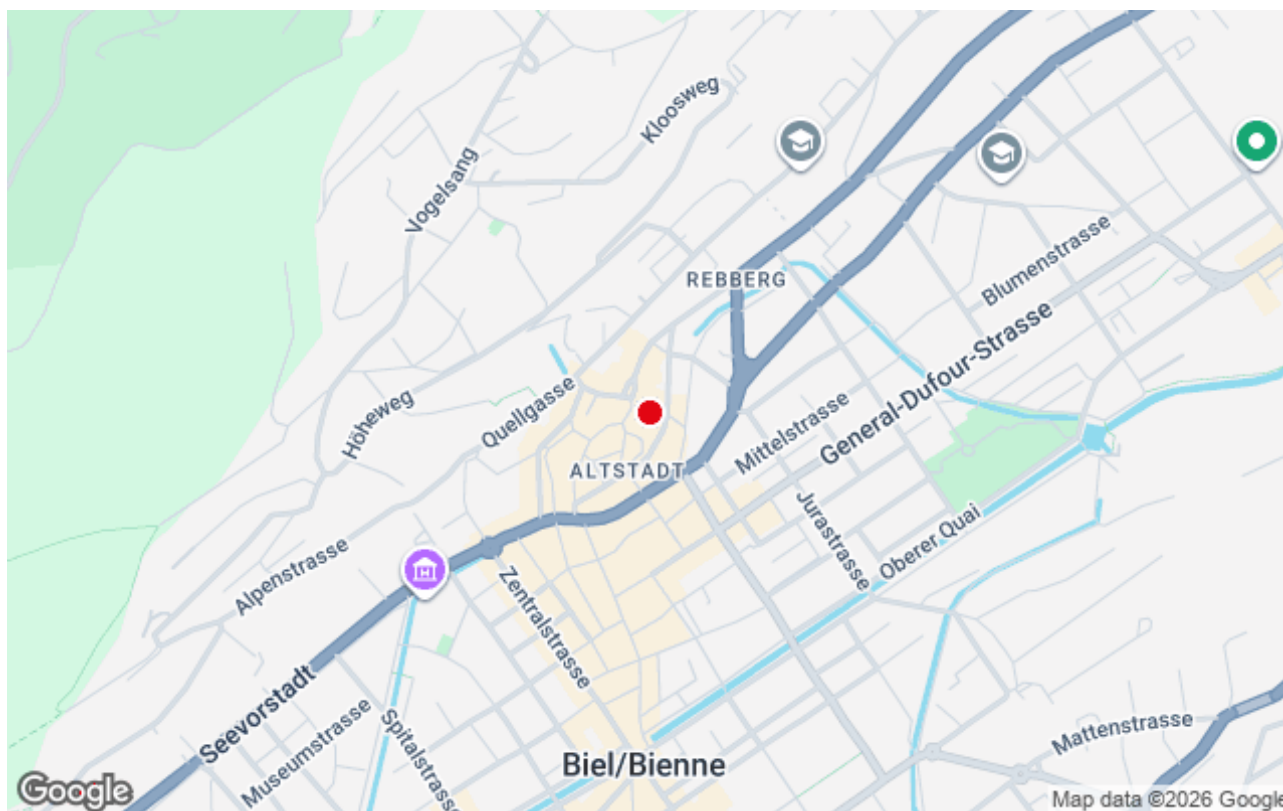 Kloosweg
Vogelsang
REBBERG
Blumenstrasse
General-Dufour-Strasse
Höheweg
Quellgasse
Mittelstrasse
ALTSTADT
Jurastrasse
Oberer Quai
Alpenstrasse
Zentralstrasse
Seevorstadt
Museumstrasse
Spitalstrasse
Mattenstrasse
Biel/Bienne
Google
Map data ©2026 Google